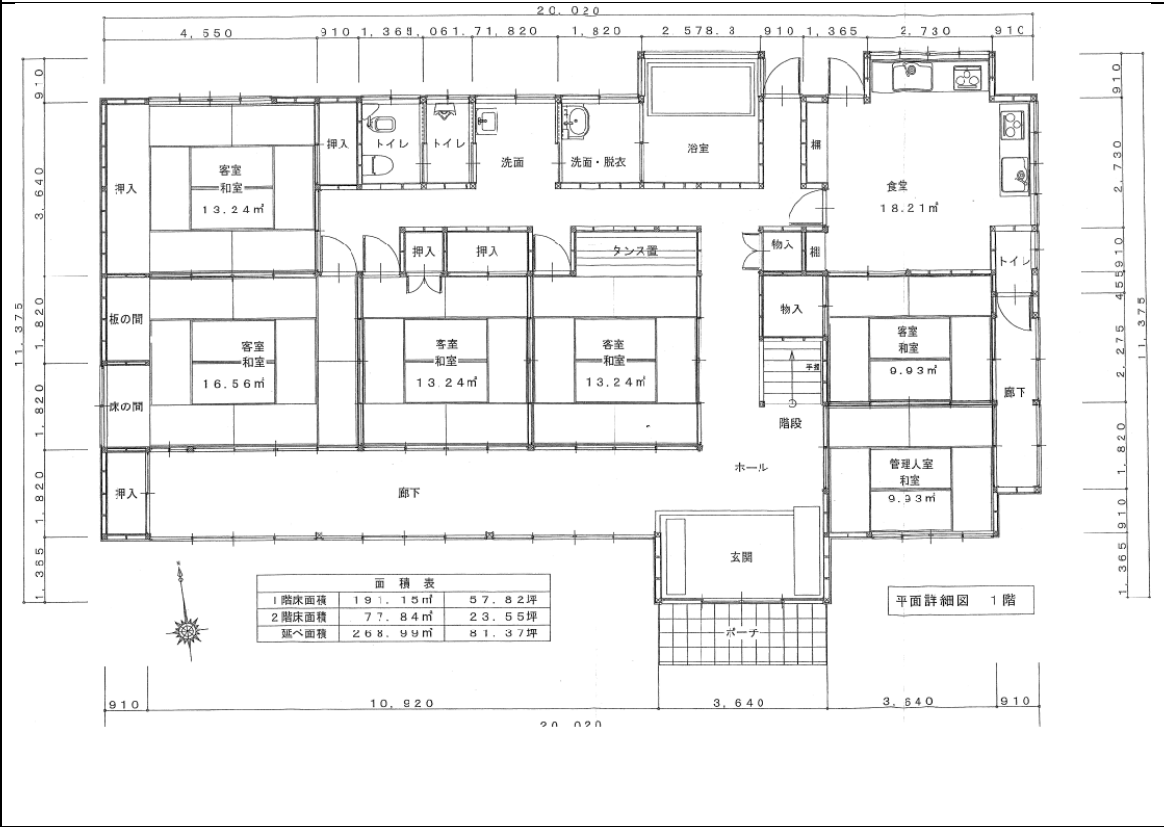 20.020
4,550
910
1,365
1,061.7
1,820
1,820
2,578.3
910
1,365
2,730
910
910
3,640
11,375
1,820
1,820
1,820
1,365
押入
客室
和室
13.24㎡
押入
トイレ
トイレ
洗面
洗面・脱衣
浴室
棚
食堂
18.21㎡
押入
押入
タンス置
物入
棚
トイレ
板の間
床の間
押入
客室
和室
16.56㎡
客室
和室
13.24㎡
客室
和室
13.24㎡
物入
階段
ホール
客室
和室
9.93㎡
管理人室
和室
9.93㎡
廊下
廊下
玄関
ポーチ
910
2,730
910
455
2,275
11,375
1,820
910
1,365
面 積 表
1階床面積 191.15㎡ 57.82坪
2階床面積 77.84㎡ 23.55坪
延べ面積 268.99㎡ 81.37坪
平面詳細図 1階
910
10,920
3,640
3,640
910
20.020